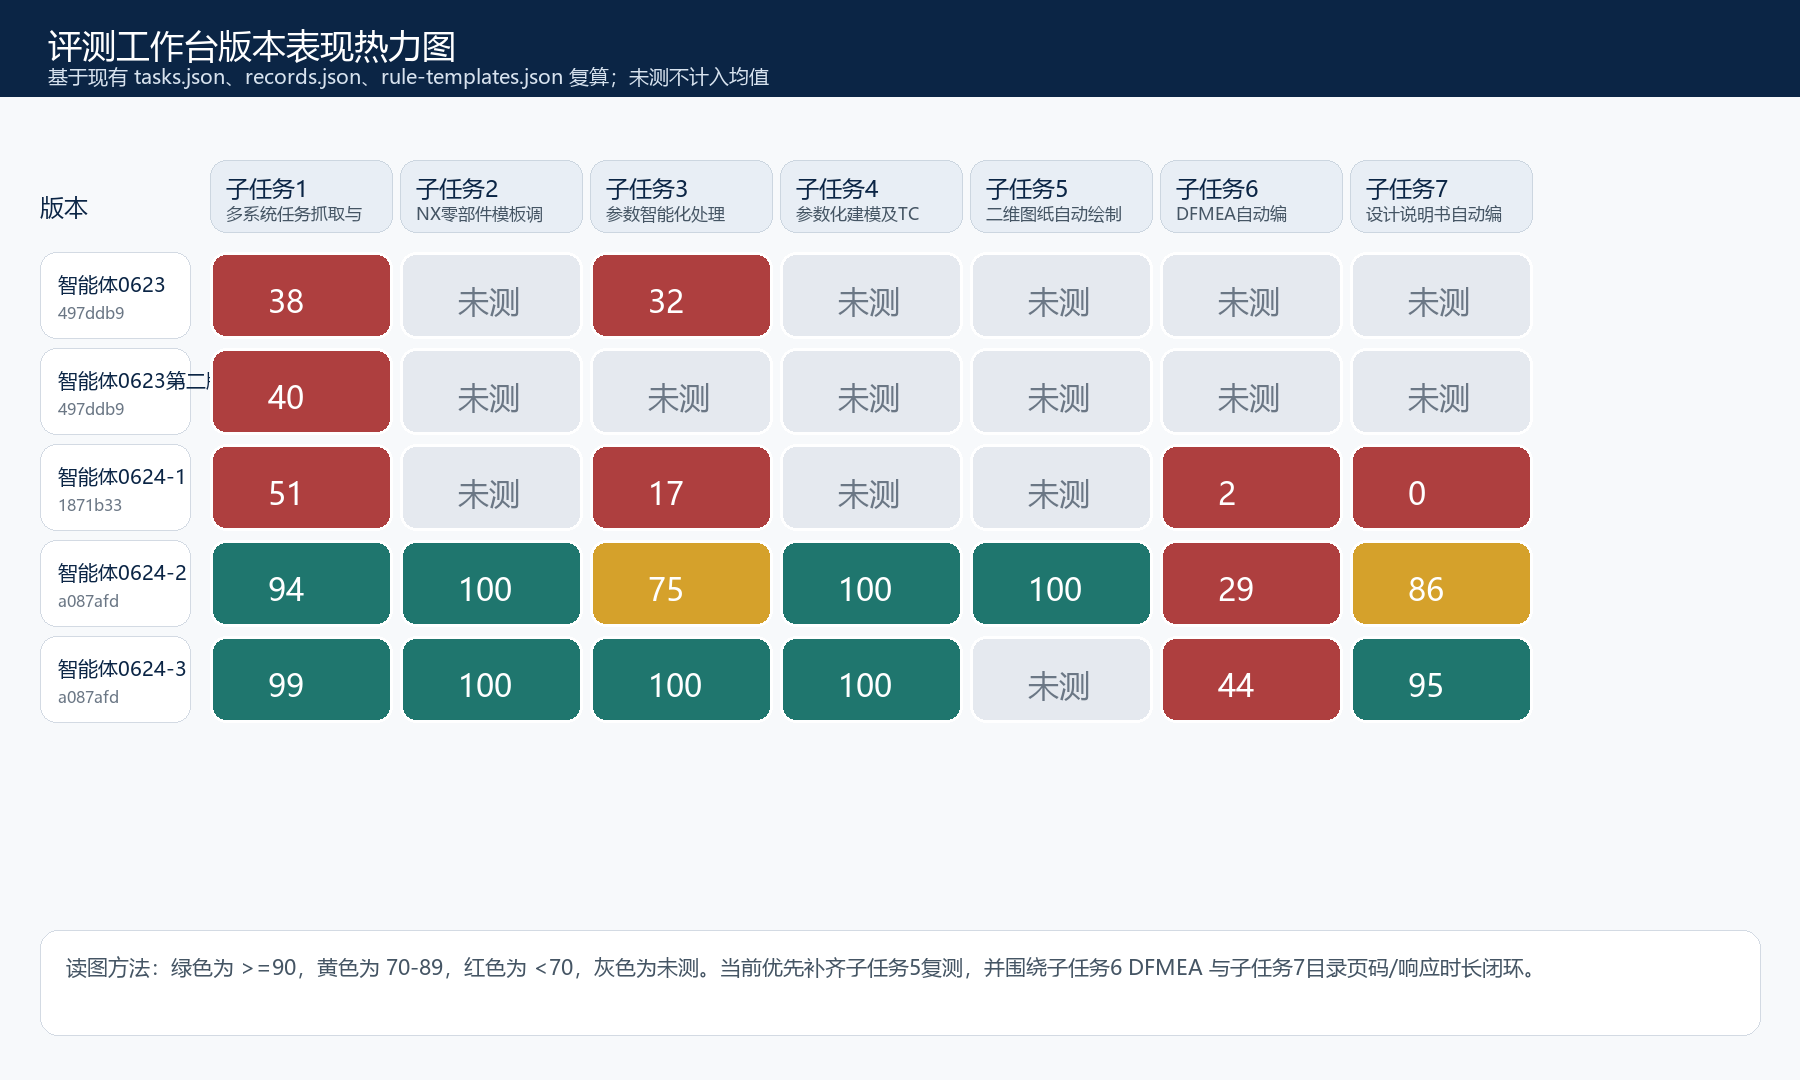 评测工作台版本表现热力图
基于现有 tasks.json、records.json、rule-templates.json 复算；未测不计入均值
版本
子任务1
多系统任务抓取与
子任务2
NX零部件模板调
子任务3
参数智能化处理
子任务4
参数化建模及TC
子任务5
二维图纸自动绘制
子任务6
DFMEA自动编
子任务7
设计说明书自动编
智能体0623
497ddb9
38 未测 32 未测 未测 未测 未测
智能体0623第二
497ddb9
40 未测 未测 未测 未测 未测 未测
智能体0624-1
1871b33
51 未测 17 未测 未测 2 0
智能体0624-2
a087afd
94 100 75 100 100 29 86
智能体0624-3
a087afd
99 100 100 100 未测 44 95
读图方法：绿色为 >=90，黄色为 70-89，红色为 <70，灰色为未测。当前优先补齐子任务5复测，并围绕子任务6 DFMEA 与子任务7目录页码/响应时长闭环。